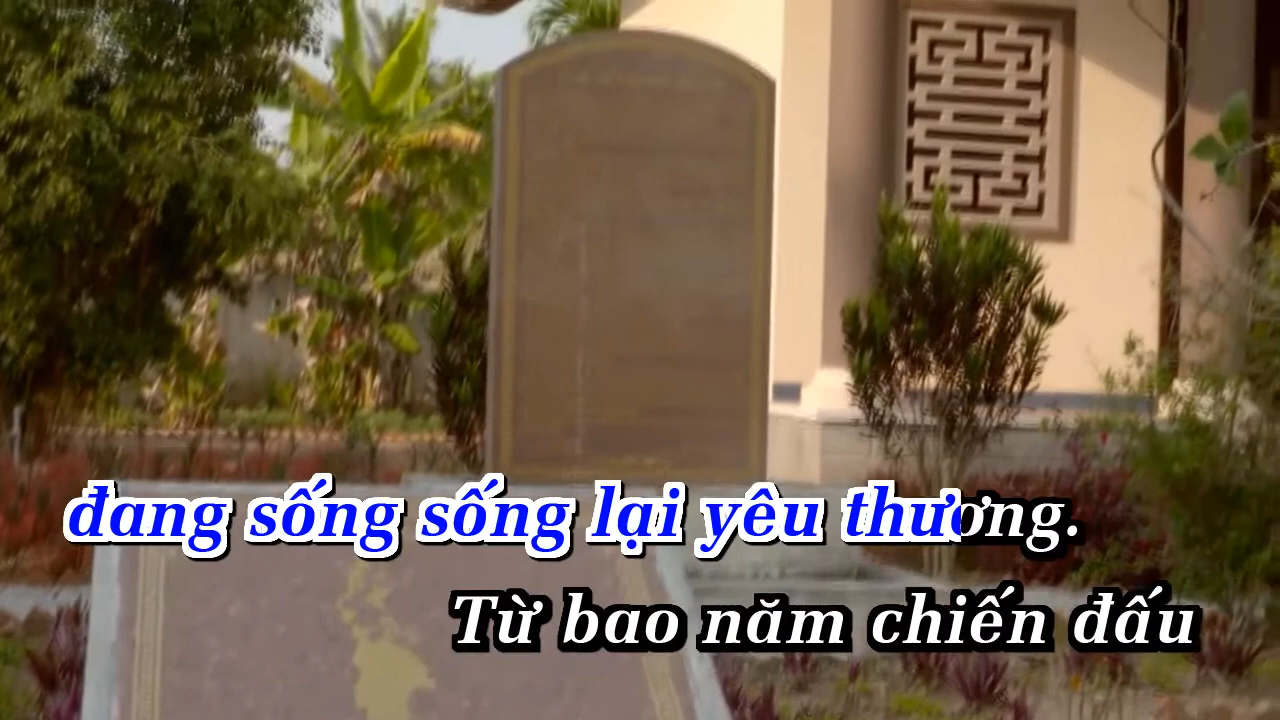 đang sống sống lại yêu thương.
Từ bao năm chiến đấu